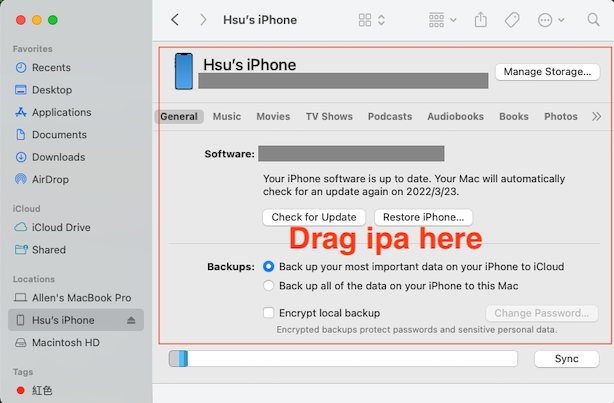 Hsu's iPhone
Favorites
Recents
Desktop
Applications
Documents
Downloads
AirDrop
iCloud
iCloud Drive
Shared
Locations
Allen's MacBook Pro
Hsu's iPhone
Macintosh HD
Tags
紅色
Hsu's iPhone
Manage Storage...
General Music Movies TV Shows Podcasts Audiobooks Books Photos
Software:
Your iPhone software is up to date. Your Mac will automatically
check for an update again on 2022/3/23.
Check for Update Restore iPhone...
Drag ipa here
Backups: Back up your most important data on your iPhone to iCloud
Back up all of the data on your iPhone to this Mac
Encrypt local backup Change Password...
Encrypted backups protect passwords and sensitive personal data.
Sync